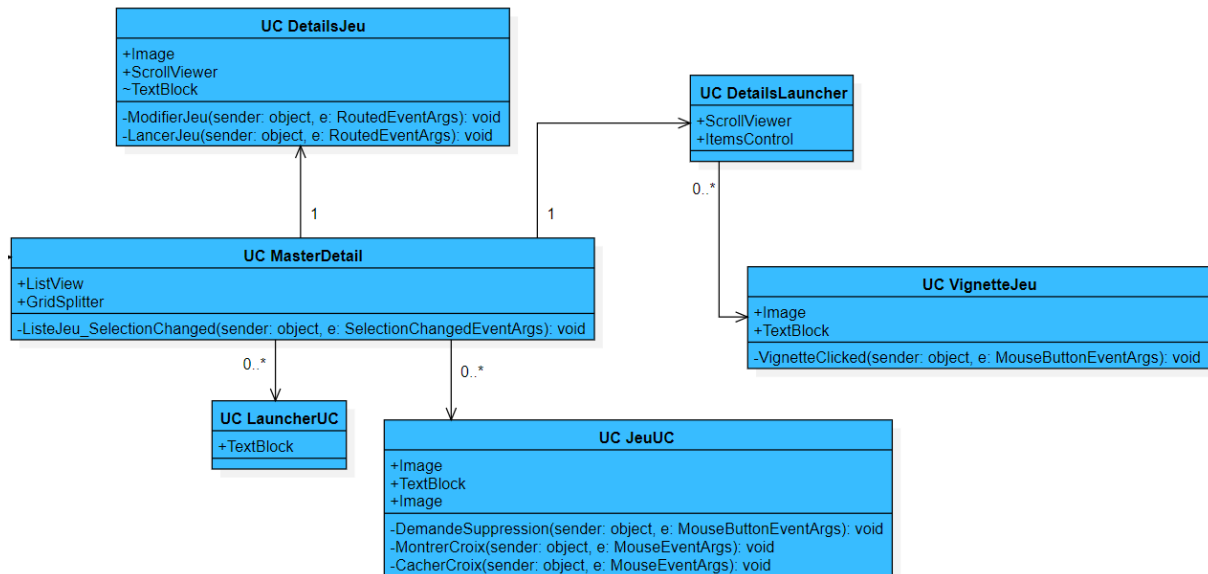 UC DetailsJeu
+Image
+ScrollViewer
~TextBlock
-ModifierJeu(sender: object, e: RoutedEventArgs): void
-LancerJeu(sender: object, e: RoutedEventArgs): void
UC DetailsLauncher
+ScrollViewer
+ItemsControl
1
1
0..*
UC MasterDetail
+ListView
+GridSplitter
-ListeJeu_SelectionChanged(sender: object, e: SelectionChangedEventArgs): void
UC VignetteJeu
+Image
+TextBlock
-VignetteClicked(sender: object, e: MouseButtonEventArgs): void
0..*
0..*
UC LauncherUC
+TextBlock
UC JeuUC
+Image
+TextBlock
+Image
-DemandeSuppression(sender: object, e: MouseButtonEventArgs): void
-MontrerCroix(sender: object, e: MouseEventArgs): void
-CacherCroix(sender: object, e: MouseEventArgs): void